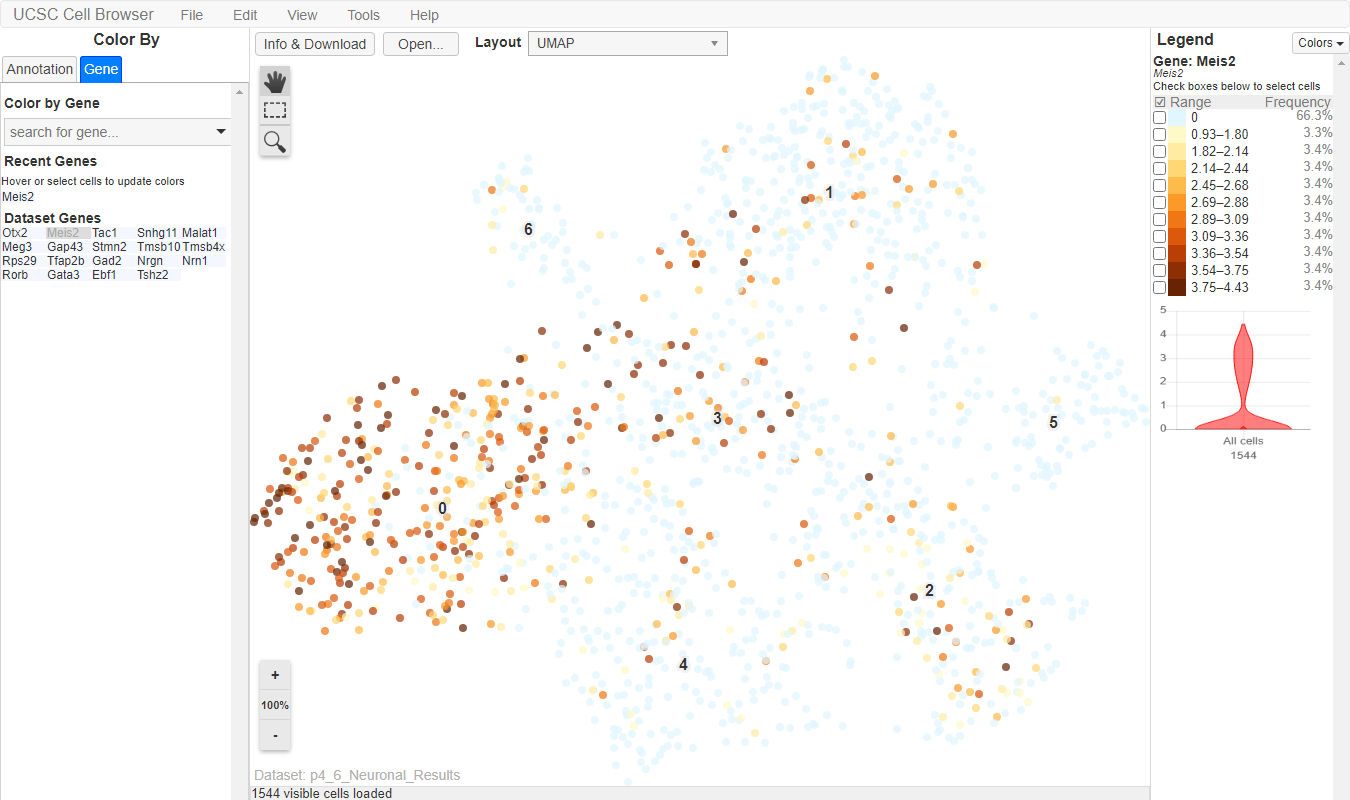 UCSC Cell Browser File Edit View Tools Help
Color By
Annotation Gene
Color by Gene
search for gene...
Recent Genes
Hover or select cells to update colors
Meis2
Dataset Genes
Otx2 Meis2 Tac1 Snhg11 Malat1
Meg3 Gap43 Stmn2 Tmsb10 Tmsb4x
Rps29 Tfap2b Gad2 Nrgn Nrn1
Rorb Gata3 Ebf1 Tshz2
Info & Download Open... Layout UMAP
1
6
3
5
0
2
4
+
100%
-
Dataset: p4_6_Neuronal_Results
1544 visible cells loaded
Legend Colors
Gene: Meis2
Meis2
Check boxes below to select cells
Range Frequency
0 66.3%
0.93–1.80 3.3%
1.82–2.14 3.4%
2.14–2.44 3.4%
2.45–2.68 3.4%
2.69–2.88 3.4%
2.89–3.09 3.4%
3.09–3.36 3.4%
3.36–3.54 3.4%
3.54–3.75 3.4%
3.75–4.43 3.4%
5
4
3
2
1
0
All cells
1544